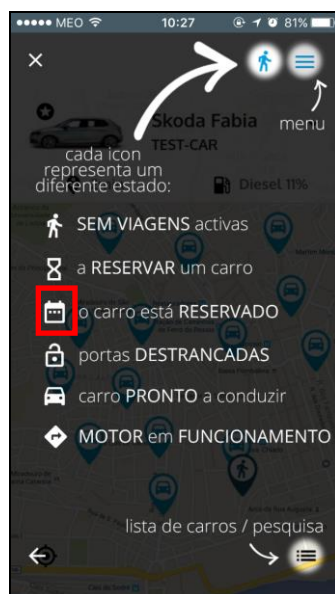 MEO 10:27 81%
Skoda Fabia
TEST-CAR
menu
cada icon
representa um
diferente estado:
Diesel 11%
SEM VIAGENS activas
a RESERVAR um carro
o carro está RESERVADO
portas DESTRANCADAS
carro PRONTO a conduzir
MOTOR em FUNCIONAMENTO
lista de carros / pesquisa